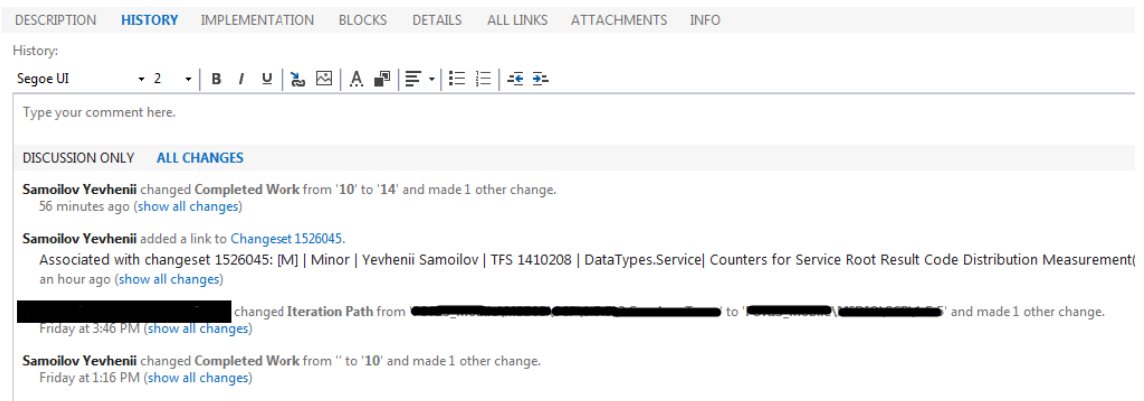 DESCRIPTION HISTORY IMPLEMENTATION BLOCKS DETAILS ALL LINKS ATTACHMENTS INFO
History:
Segoe UI 2 B I U A
Type your comment here.
DISCUSSION ONLY ALL CHANGES
Samoilov Yevhenii changed Completed Work from '10' to '14' and made 1 other change.
56 minutes ago (show all changes)
Samoilov Yevhenii added a link to Changeset 1526045.
Associated with changeset 1526045: [M] | Minor | Yevhenii Samoilov | TFS 1410208 | DataTypes.Service| Counters for Service Root Result Code Distribution Measurement(
an hour ago (show all changes)
changed Iteration Path from ' to ' ' and made 1 other change.
Friday at 3:46 PM (show all changes)
Samoilov Yevhenii changed Completed Work from '' to '10' and made 1 other change.
Friday at 1:16 PM (show all changes)